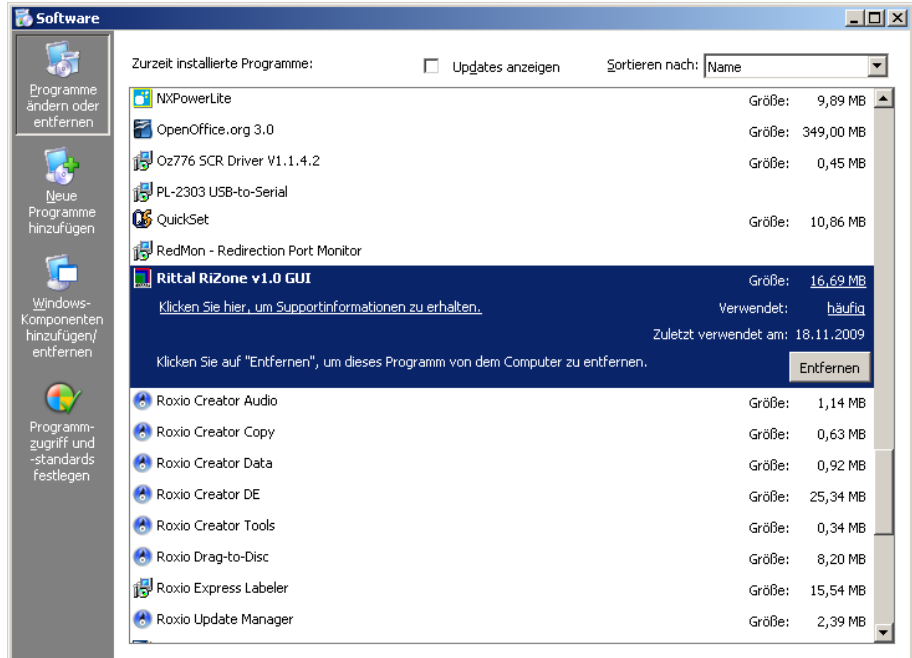 Software
Programme
ändern oder
entfernen
Neue
Programme
hinzufügen
Windows-
Komponenten
hinzufügen/
entfernen
Programm-
zugriff und
-standards
festlegen
Zurzeit installierte Programme: Updates anzeigen Sortieren nach: Name
NXPowerLite Größe: 9,89 MB
OpenOffice.org 3.0 Größe: 349,00 MB
Oz776 SCR Driver V1.1.4.2 Größe: 0,45 MB
PL-2303 USB-to-Serial
QuickSet Größe: 10,86 MB
RedMon - Redirection Port Monitor
Rittal RiZone v1.0 GUI Größe: 16,69 MB
Klicken Sie hier, um Supportinformationen zu erhalten. Verwendet: häufig
Zuletzt verwendet am: 18.11.2009
Klicken Sie auf "Entfernen", um dieses Programm von dem Computer zu entfernen. Entfernen
Roxio Creator Audio Größe: 1,14 MB
Roxio Creator Copy Größe: 0,63 MB
Roxio Creator Data Größe: 0,92 MB
Roxio Creator DE Größe: 25,34 MB
Roxio Creator Tools Größe: 0,34 MB
Roxio Drag-to-Disc Größe: 8,20 MB
Roxio Express Labeler Größe: 15,54 MB
Roxio Update Manager Größe: 2,39 MB